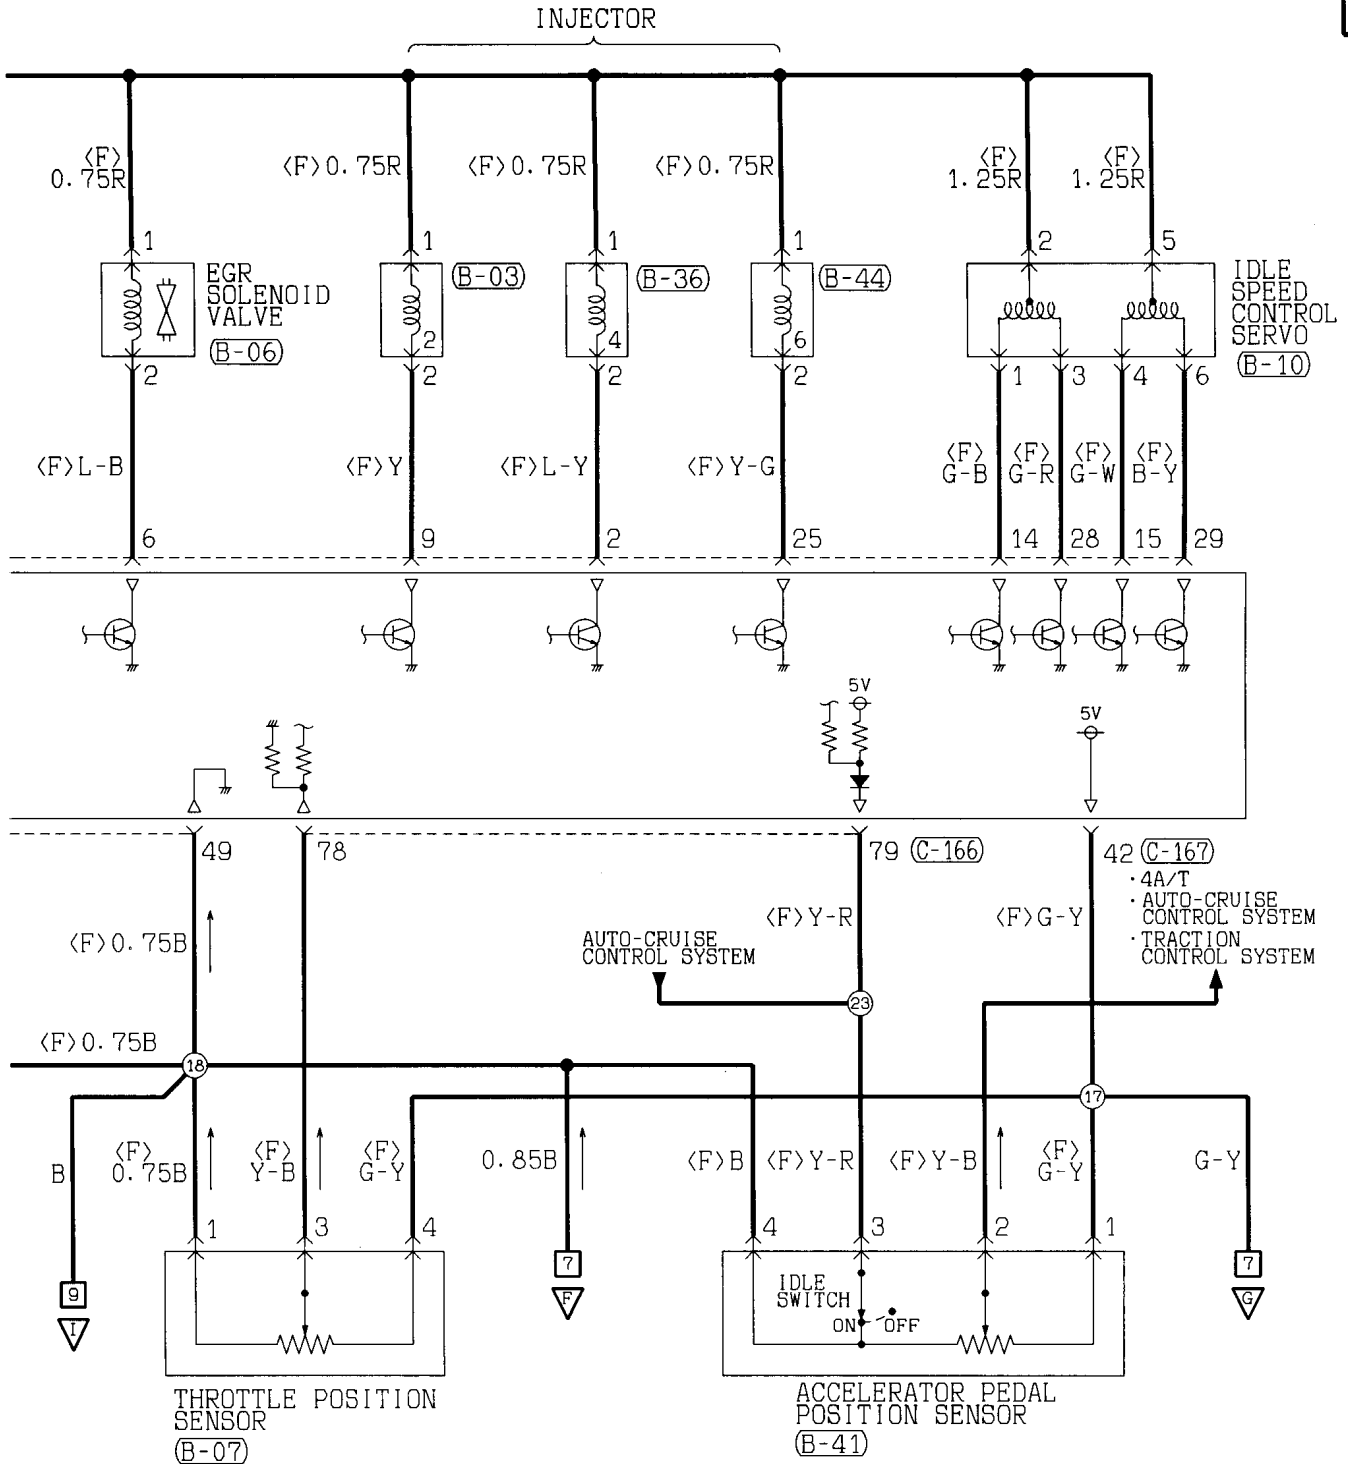 INJECTOR
<F> 0.75R
<F>0.75R
<F>0.75R
<F>0.75R
<F> 1.25R
<F> 1.25R
1
1
1
1
2
5
EGR
SOLENOID
VALVE
(B-06)
(B-03)
(B-36)
(B-44)
IDLE
SPEED
CONTROL
SERVO
(B-10)
2
4
6
2
2
2
2
1
3
4
6
<F>L-B
<F>Y
<F>L-Y
<F>Y-G
<F> G-B
<F> G-R
<F> G-W
<F> B-Y
6
9
2
25
14
28
15
29
5V
5V
49
78
79 (C-166)
42 (C-167)
·4A/T
·AUTO-CRUISE
CONTROL SYSTEM
·TRACTION
CONTROL SYSTEM
<F>0.75B
AUTO-CRUISE
CONTROL SYSTEM
<F>Y-R
<F>G-Y
23
<F>0.75B
18
17
B
<F> 0.75B
<F> Y-B
<F> G-Y
0.85B
<F>B
<F>Y-R
<F>Y-B
<F> G-Y
G-Y
1
3
4
4
3
2
1
9
I
7
F
7
G
IDLE
SWITCH
ON
OFF
THROTTLE POSITION
SENSOR
(B-07)
ACCELERATOR PEDAL
POSITION SENSOR
(B-41)